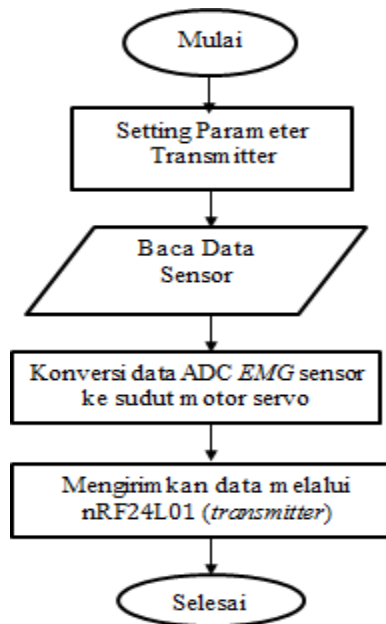 Mulai
Setting Parameter
Transmitter
Baca Data
Sensor
Konversi data ADC EMG sensor
ke sudut motor servo
Mengirimkan data melalui
nRF24L01 (transmitter)
Selesai